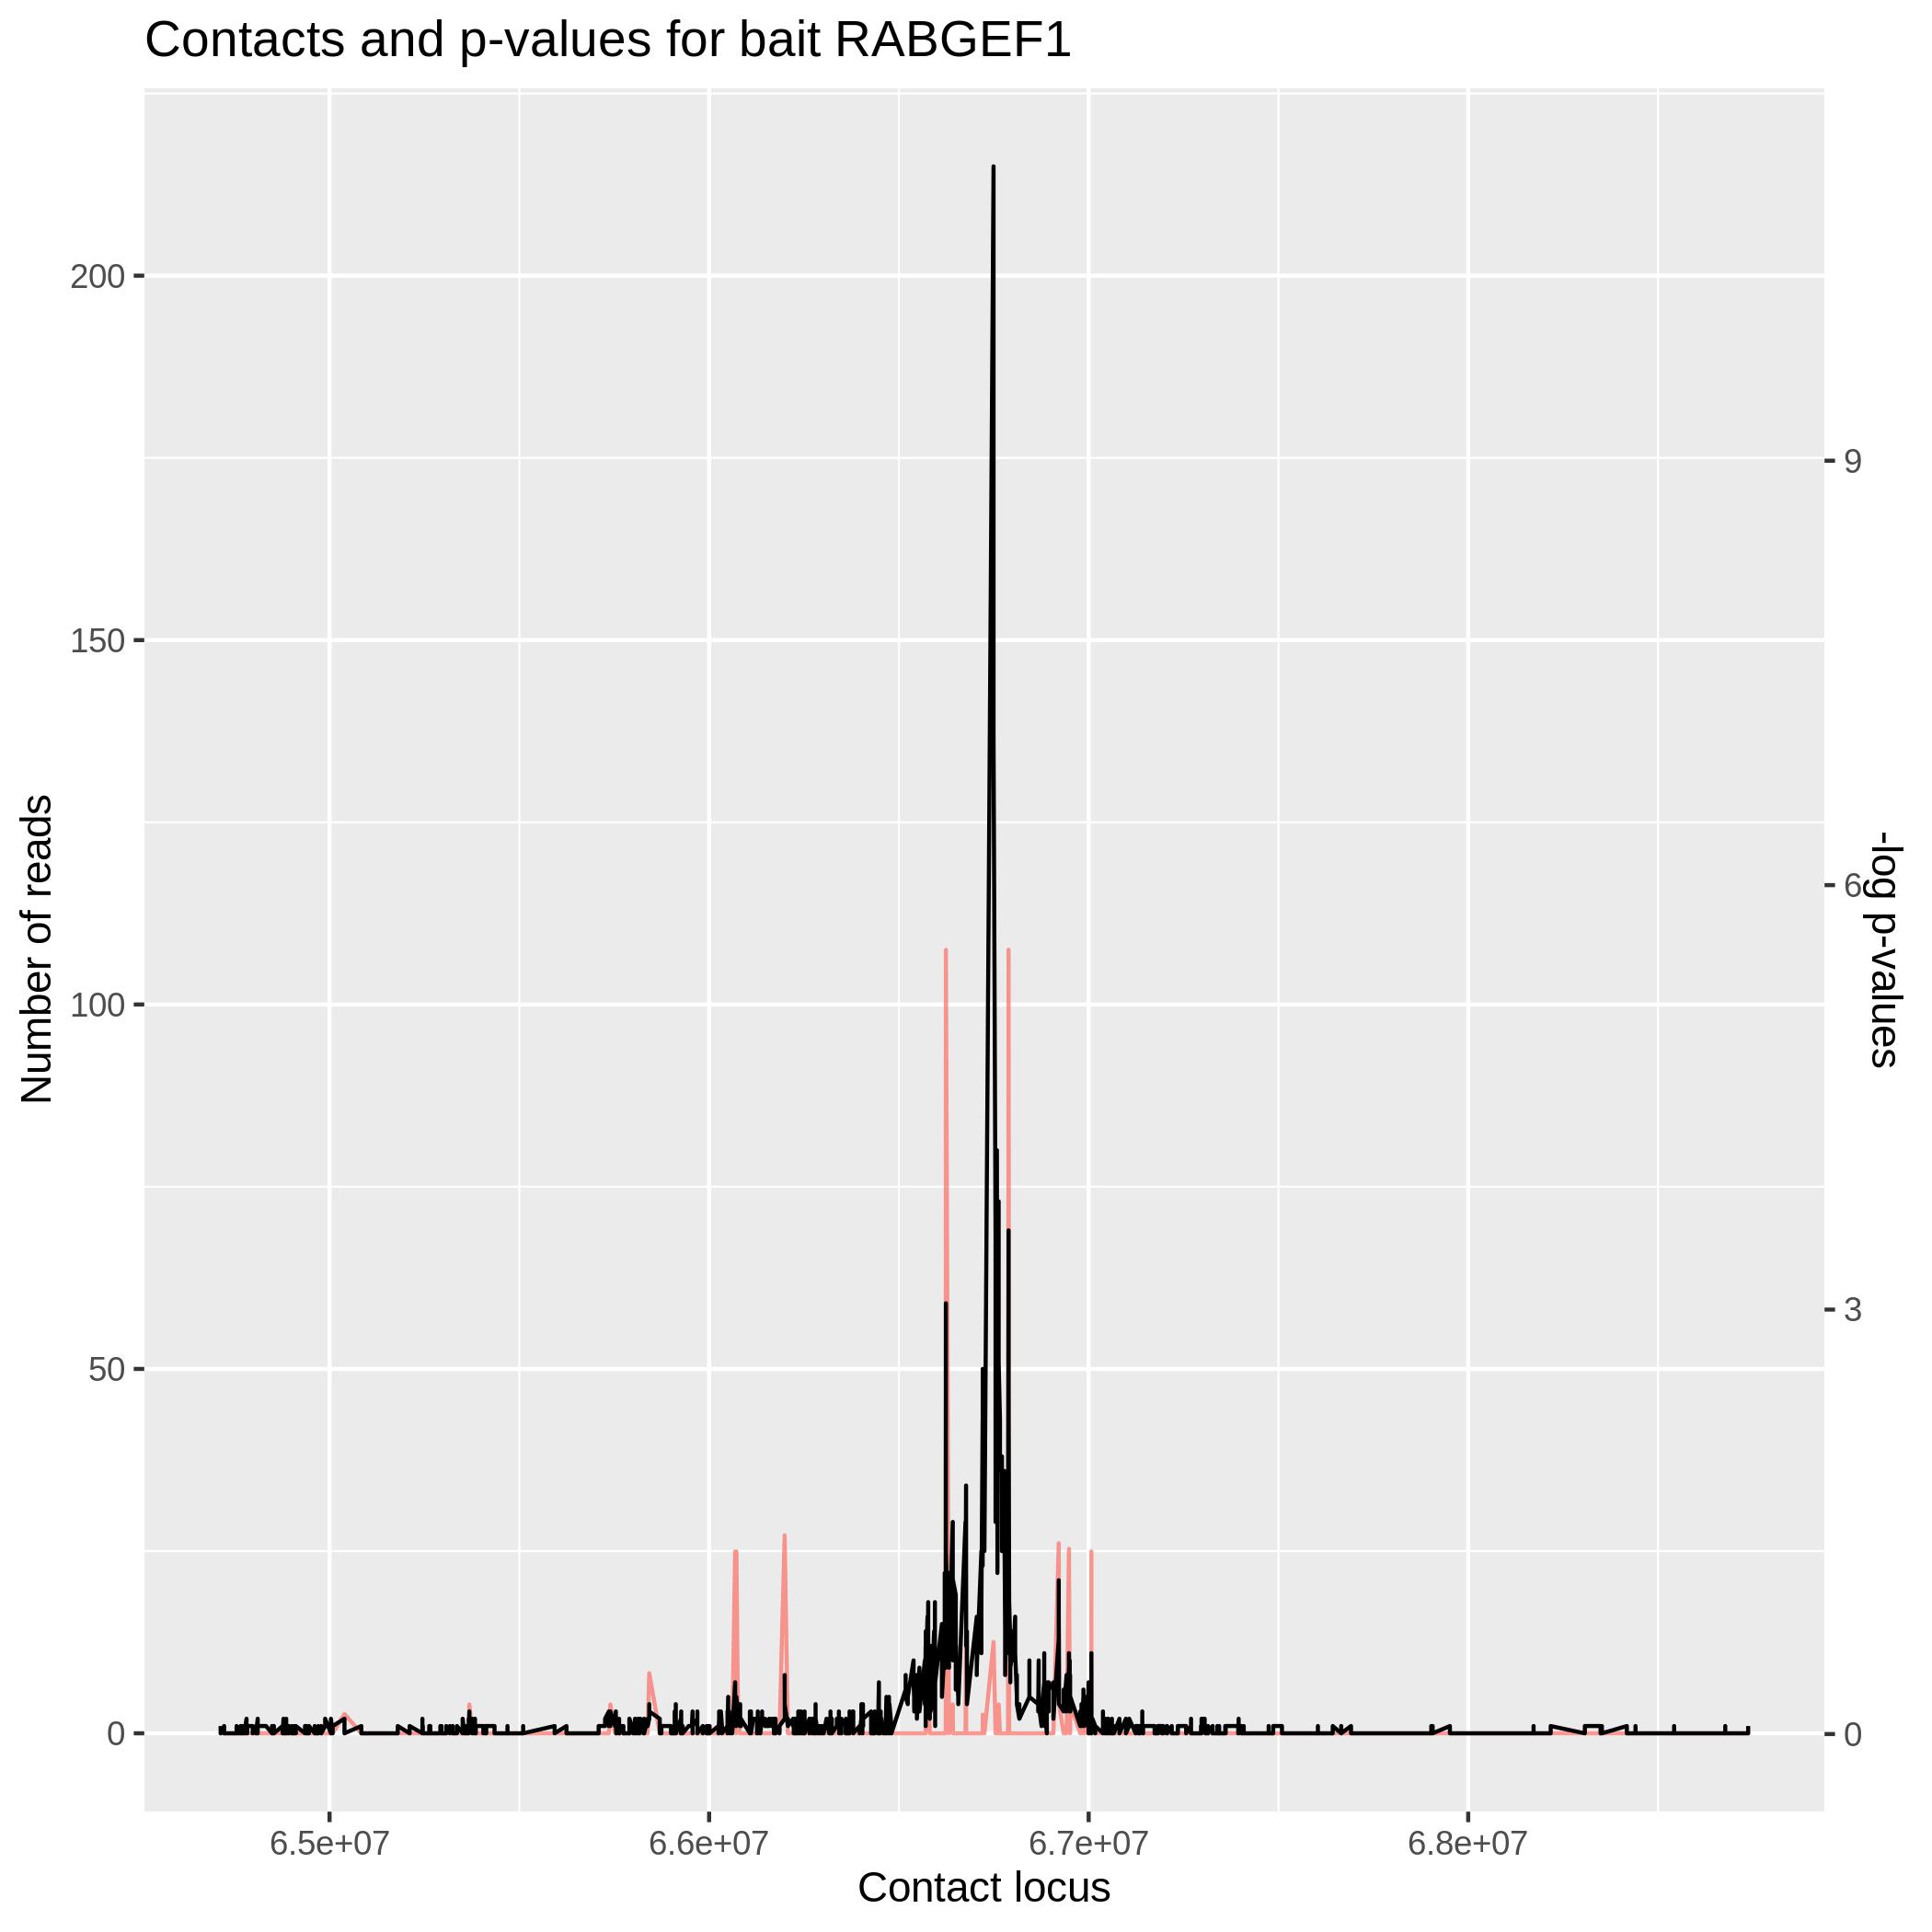 Contacts and p-values for bait RABGEF1
Number of reads
200
150
100
50
0
9
6
3
0
-log p-values
6.5e+07
6.6e+07
6.7e+07
6.8e+07
Contact locus